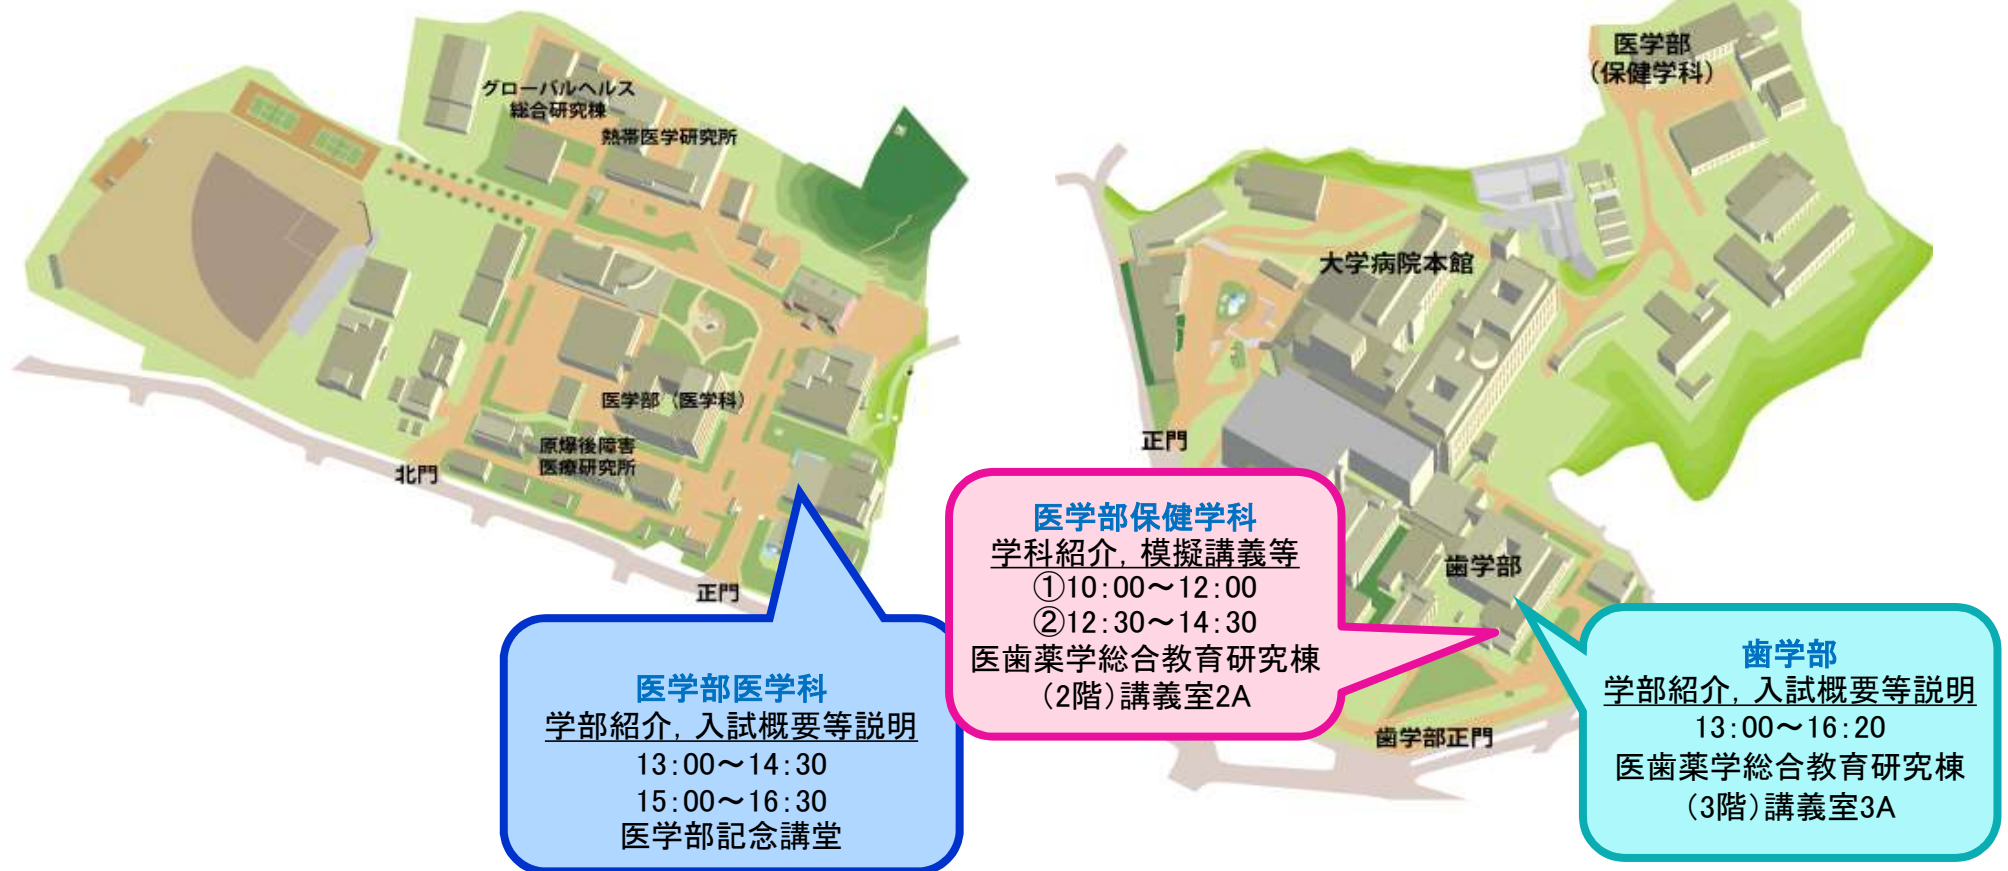 グローバルヘルス
総合研究棟
熱帯医学研究所
医学部（医学科）
原爆後障害
医療研究所
北門
正門
医学部医学科
学部紹介，入試概要等説明
13：00～14：30
15：00～16：30
医学部記念講堂
医学部
（保健学科）
大学病院本館
正門
医学部保健学科
学科紹介，模擬講義等
①10：00～12：00
②12：30～14：30
医歯薬学総合教育研究棟
（2階）講義室2A
歯学部
歯学部正門
歯学部
学部紹介，入試概要等説明
13：00～16：20
医歯薬学総合教育研究棟
（3階）講義室3A